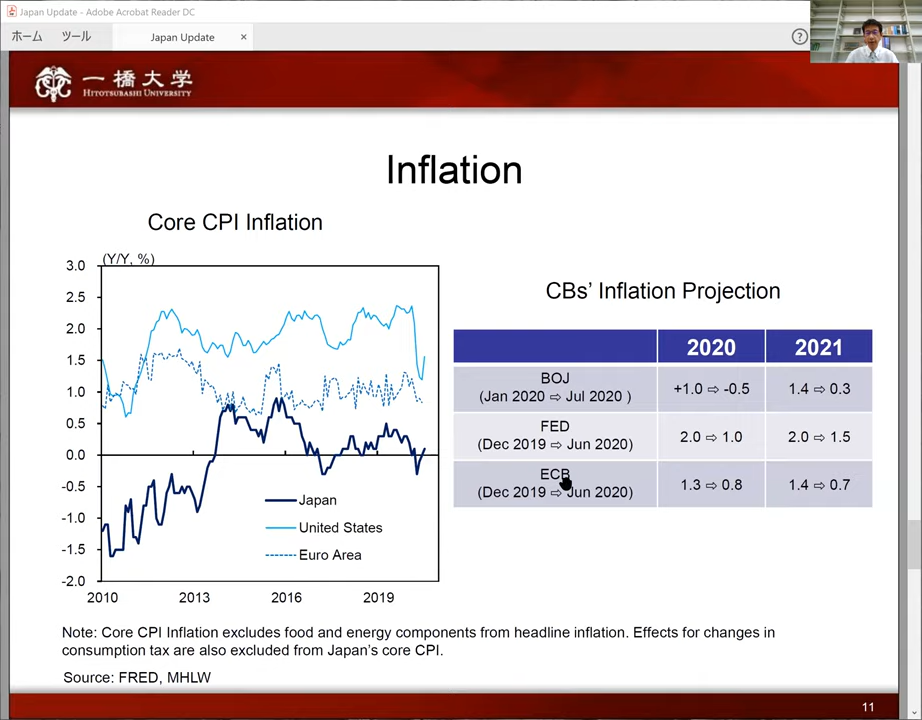 Japan Update - Adobe Acrobat Reader DC
ホーム ツール Japan Update ×
?
一橋大学
HITOTSUBASHI UNIVERSITY
Inflation
Core CPI Inflation
(Y/Y, %)
3.0
2.5
2.0
1.5
1.0
0.5
0.0
-0.5
-1.0
-1.5
-2.0
2010 2013 2016 2019
Japan
United States
Euro Area
CBs' Inflation Projection
2020 2021
BOJ
(Jan 2020 ⇨ Jul 2020 ) +1.0 ⇨ -0.5 1.4 ⇨ 0.3
FED
(Dec 2019 ⇨ Jun 2020) 2.0 ⇨ 1.0 2.0 ⇨ 1.5
ECB
(Dec 2019 ⇨ Jun 2020) 1.3 ⇨ 0.8 1.4 ⇨ 0.7
Note: Core CPI Inflation excludes food and energy components from headline inflation. Effects for changes in
consumption tax are also excluded from Japan's core CPI.
Source: FRED, MHLW
11